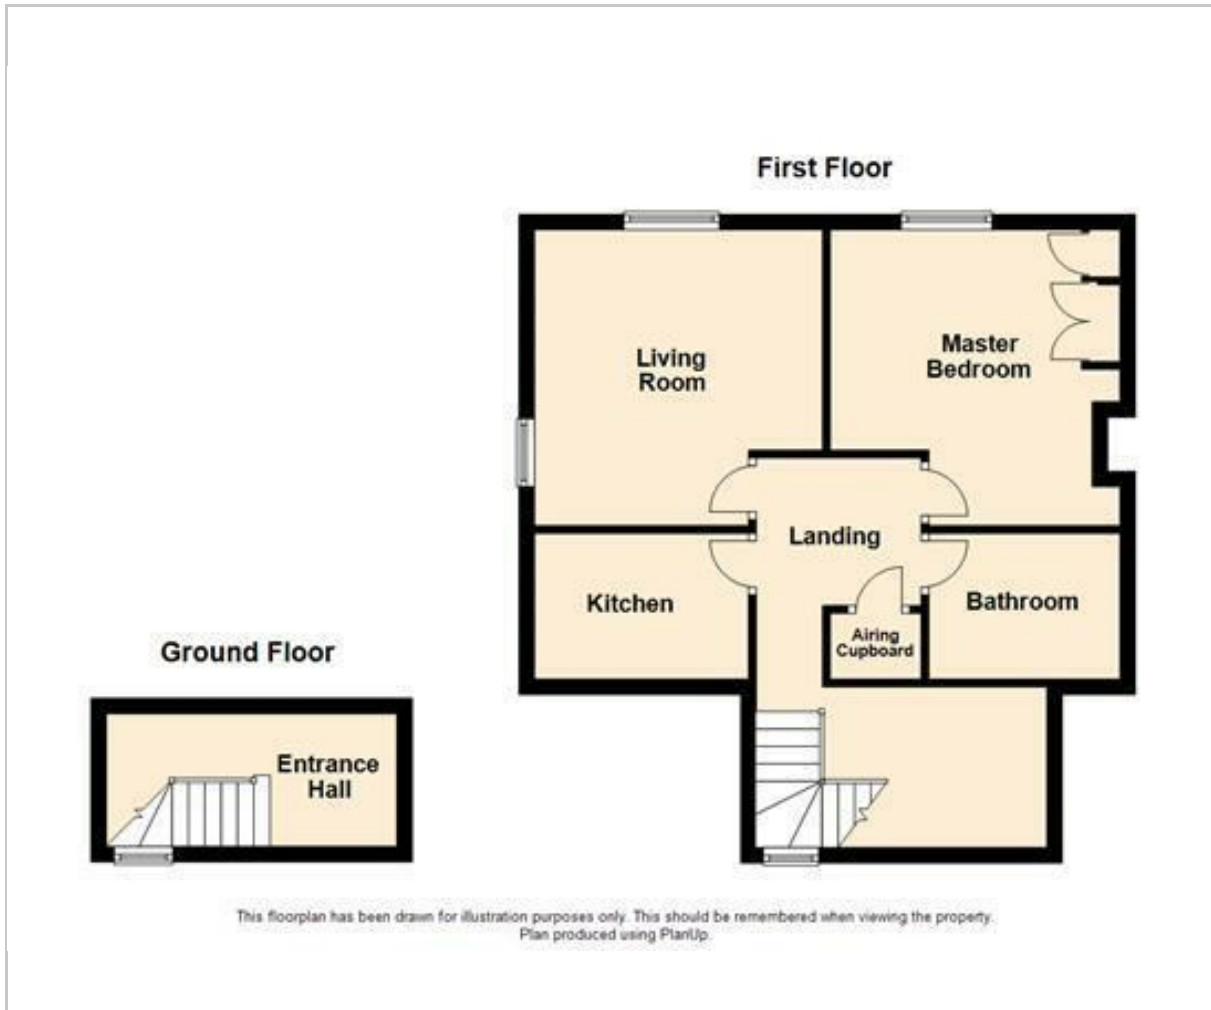 First Floor
Living
Room
Master
Bedroom
Landing
Kitchen
Bathroom
Airing
Cupboard
Ground Floor
Entrance
Hall
This floorplan has been drawn for illustration purposes only. This should be remembered when viewing the property.
Plan produced using PlanUp.